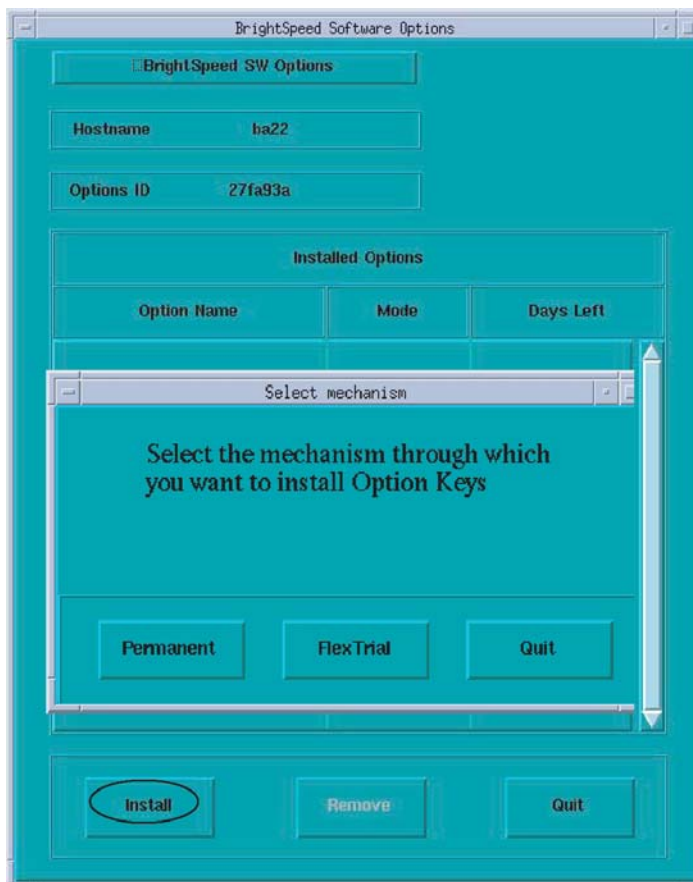 BrightSpeed Software Options
BrightSpeed SW Options
Hostname ba22
Options ID 27fa93a
Installed Options
Option Name Mode Days Left
Select mechanism
Select the mechanism through which
you want to install Option Keys
Permanent FlexTrial Quit
Install Remove Quit